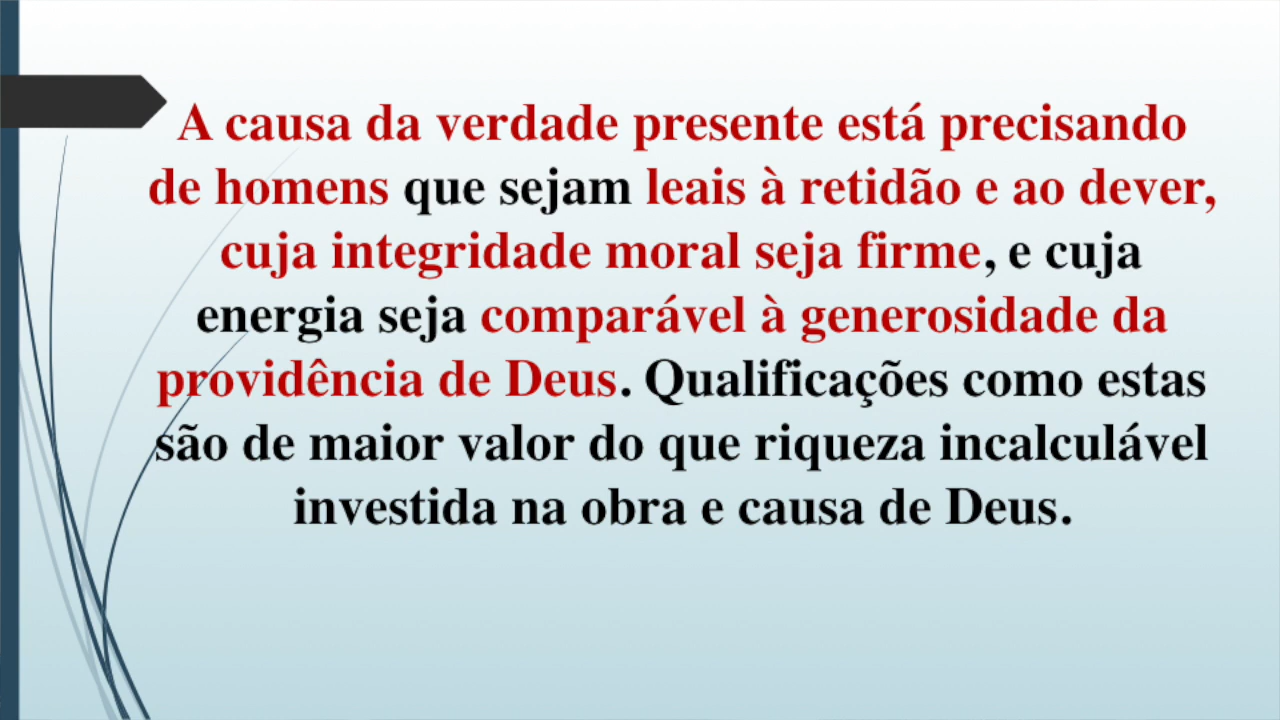 A causa da verdade presente está precisando
de homens que sejam leais à retidão e ao dever,
cuja integridade moral seja firme, e cuja
energia seja comparável à generosidade da
providência de Deus. Qualificações como estas
são de maior valor do que riqueza incalculável
investida na obra e causa de Deus.